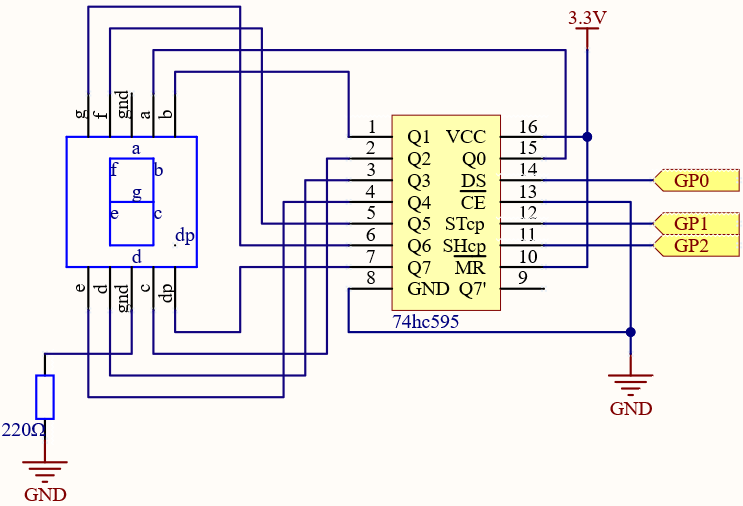 3.3V
g f gnd a b
a
f b
g
e c
d
dp
e d gnd c dp
220Ω
GND
1 Q1 VCC 16
2 Q2 Q0 15
3 Q3 DS 14
4 Q4 CE 13
5 Q5 STcp 12
6 Q6 SHcp 11
7 Q7 MR 10
8 GND Q7' 9
74hc595
GP0
GP1
GP2
GND